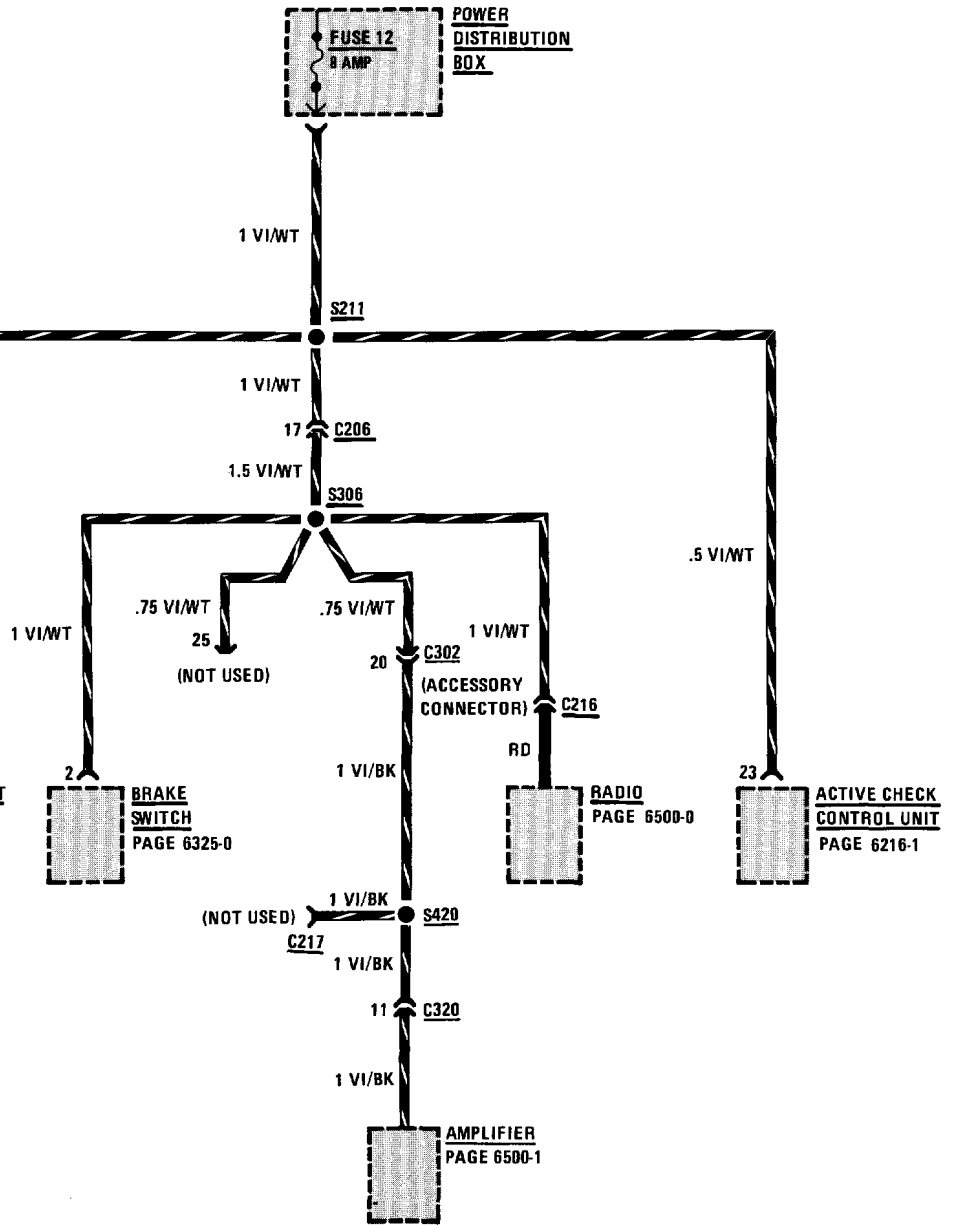 POWER
DISTRIBUTION
BOX
FUSE 12
8 AMP
1 VI/WT
S211
1 VI/WT
17
C206
1.5 VI/WT
S306
.5 VI/WT
.75 VI/WT
.75 VI/WT
1 VI/WT
1 VI/WT
25
(NOT USED)
20
C302
(ACCESSORY
CONNECTOR)
C216
RD
1 VI/BK
2
23
T
BRAKE
SWITCH
PAGE 6325-0
RADIO
PAGE 6500-0
ACTIVE CHECK
CONTROL UNIT
PAGE 6216-1
1 VI/BK
(NOT USED)
S420
C217
1 VI/BK
11
C320
1 VI/BK
AMPLIFIER
PAGE 6500-1